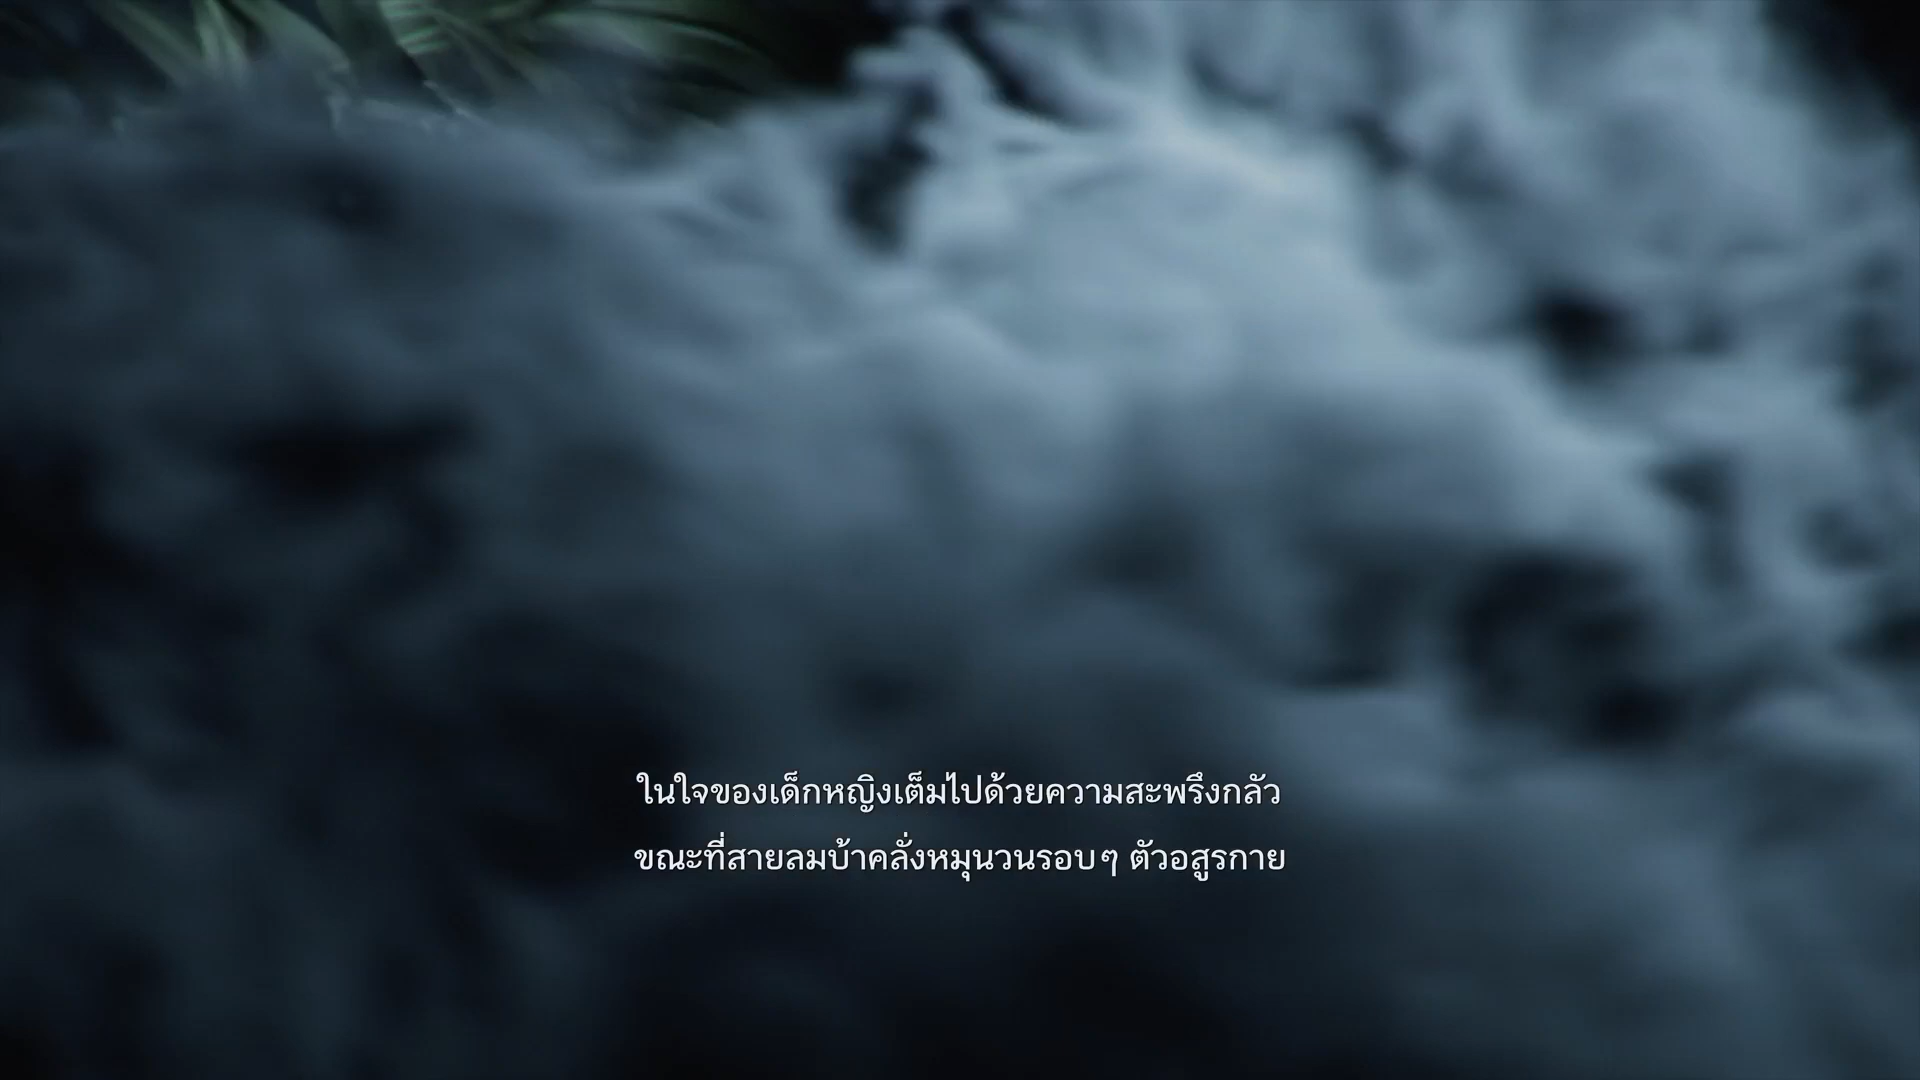 ในใจของเด็กหญิงเต็มไปด้วยความสะพรึงกลัว
ขณะที่สายลมบ้าคลั่งหมุนวนรอบๆ ตัวอสูรกาย